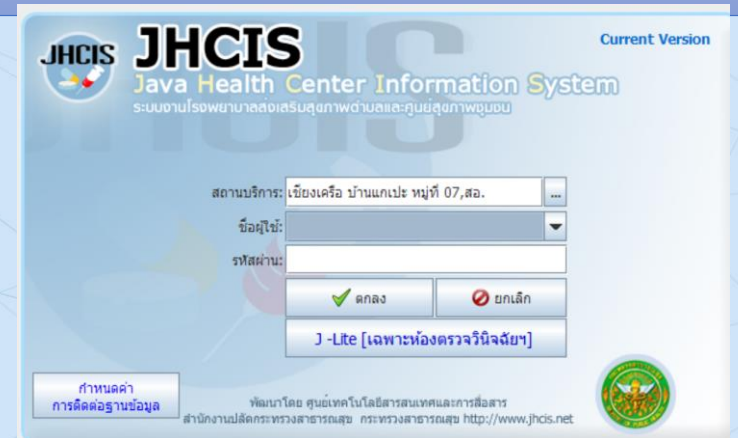 JHCIS
JHCIS
Current Version
Java Health Center Information System
ระบบงานโรงพยาบาลส่งเสริมสุขภาพตำบลและศูนย์สุขภาพชุมชน
สถานบริการ: เชียงเครือ บ้านแกเปะ หมู่ที่ 07,สอ. ...
ชื่อผู้ใช้:
รหัสผ่าน:
ตกลง ยกเลิก
J -Lite [เฉพาะห้องตรวจวินิจฉัยฯ]
กำหนดค่า
การติดต่อฐานข้อมูล
พัฒนาโดย ศูนย์เทคโนโลยีสารสนเทศและการสื่อสาร
สำนักงานปลัดกระทรวงสาธารณสุข กระทรวงสาธารณสุข http://www.jhcis.net